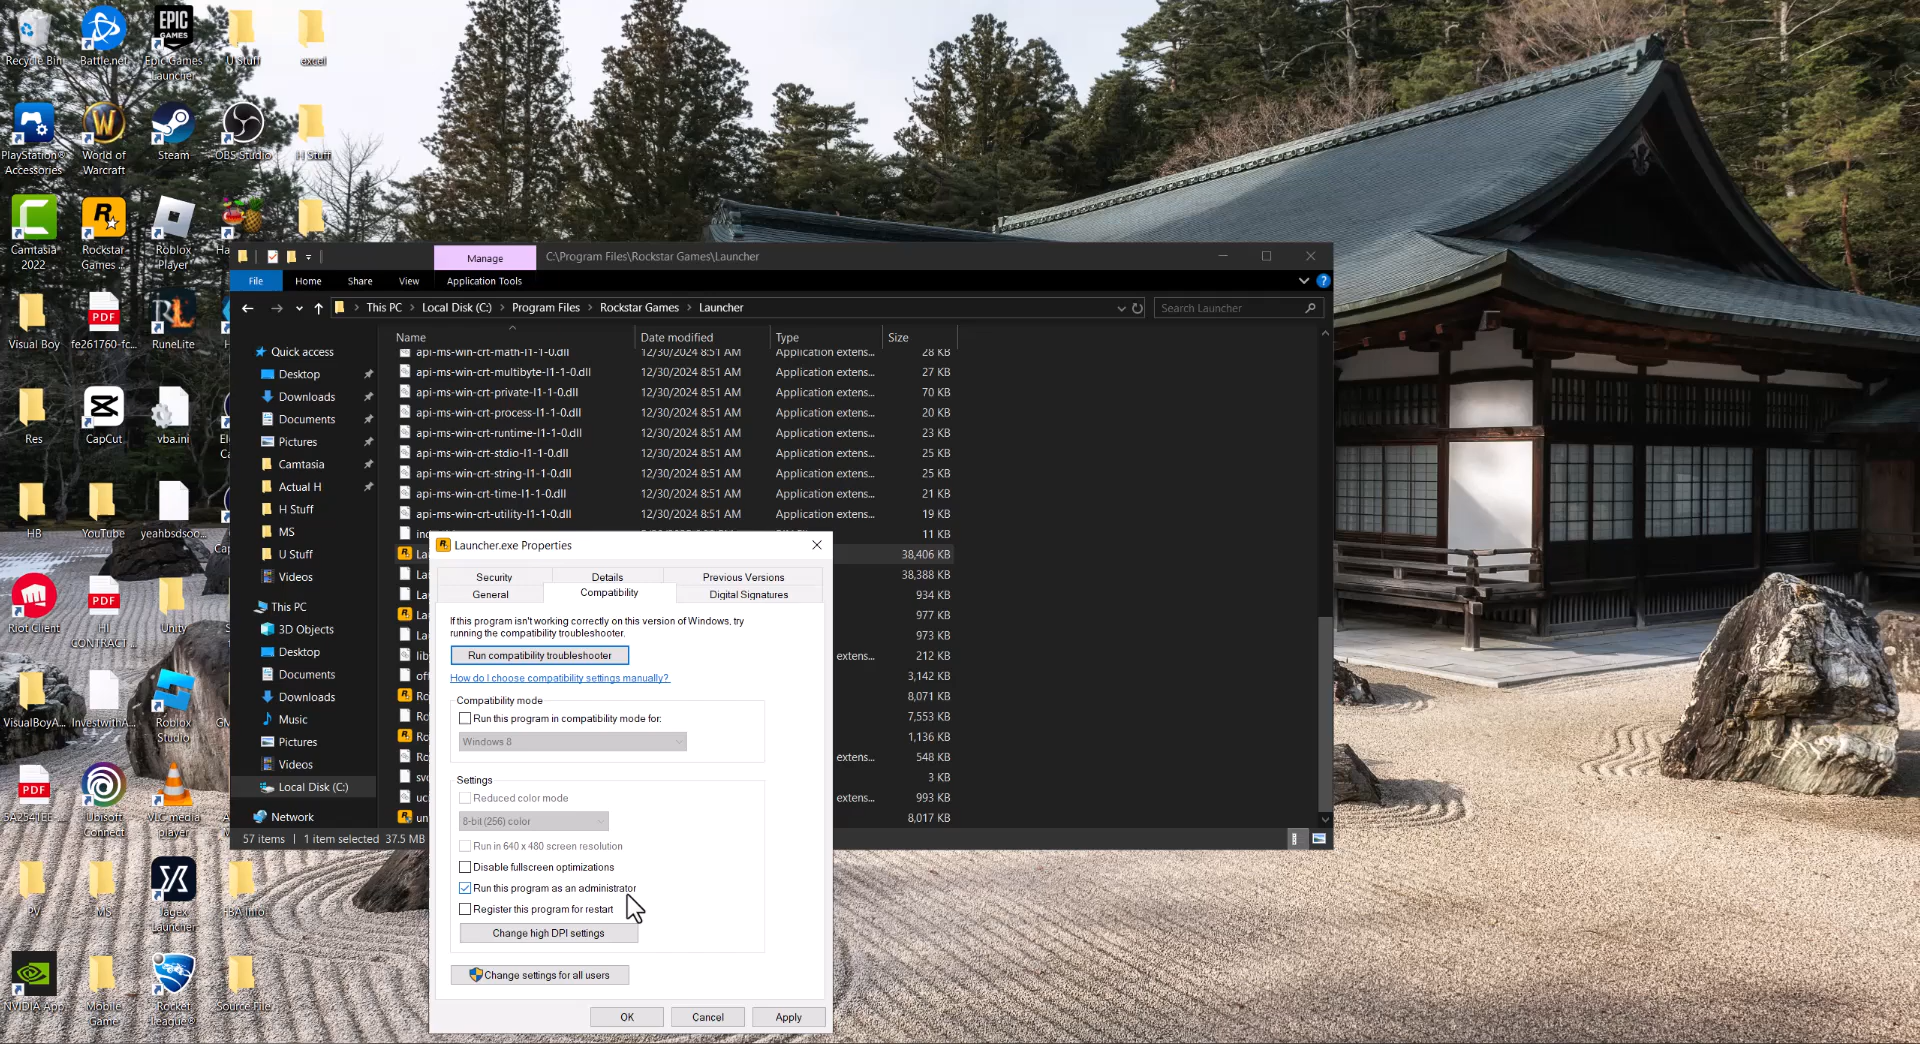 Recycle Bin
Battle.net
Epic Games Launcher
U Stuff
excel
PlayStation® Accessories
World of Warcraft
Steam
OBS Studio
H Stuff
Camtasia 2022
Rockstar Games ...
Roblox Player
Visual Boy
fe261760-fc...
RuneLite
Res
CapCut
vba.ini
HB
YouTube
yeahbsdsoo...
Riot Client
HI CONTRACT ...
Unity
VisualBoyA...
InvestwithA...
Roblox Studio
5A2541EE-...
Ubisoft Connect
VLC media player
PV
MS
Jagex Launcher
FBA Info
NVIDIA App
Mobile Game
Rocket League®
Source File
Manage
C:\Program Files\Rockstar Games\Launcher
File
Home
Share
View
Application Tools
This PC > Local Disk (C:) > Program Files > Rockstar Games > Launcher
Search Launcher
Quick access
Desktop
Downloads
Documents
Pictures
Camtasia
Actual H
H Stuff
MS
U Stuff
Videos
This PC
3D Objects
Desktop
Documents
Downloads
Music
Pictures
Videos
Local Disk (C:)
Network
Name Date modified Type Size
api-ms-win-crt-math-l1-1-0.dll 12/30/2024 8:51 AM Application extens... 28 KB
api-ms-win-crt-multibyte-l1-1-0.dll 12/30/2024 8:51 AM Application extens... 27 KB
api-ms-win-crt-private-l1-1-0.dll 12/30/2024 8:51 AM Application extens... 70 KB
api-ms-win-crt-process-l1-1-0.dll 12/30/2024 8:51 AM Application extens... 20 KB
api-ms-win-crt-runtime-l1-1-0.dll 12/30/2024 8:51 AM Application extens... 23 KB
api-ms-win-crt-stdio-l1-1-0.dll 12/30/2024 8:51 AM Application extens... 25 KB
api-ms-win-crt-string-l1-1-0.dll 12/30/2024 8:51 AM Application extens... 25 KB
api-ms-win-crt-time-l1-1-0.dll 12/30/2024 8:51 AM Application extens... 21 KB
api-ms-win-crt-utility-l1-1-0.dll 12/30/2024 8:51 AM Application extens... 19 KB
11 KB
38,406 KB
38,388 KB
934 KB
977 KB
973 KB
extens... 212 KB
3,142 KB
8,071 KB
7,553 KB
1,136 KB
extens... 548 KB
3 KB
extens... 993 KB
8,017 KB
57 items 1 item selected 37.5 MB
Launcher.exe Properties
Security Details Previous Versions
General Compatibility Digital Signatures
If this program isn't working correctly on this version of Windows, try
running the compatibility troubleshooter.
Run compatibility troubleshooter
How do I choose compatibility settings manually?
Compatibility mode
Run this program in compatibility mode for:
Windows 8
Settings
Reduced color mode
8-bit (256) color
Run in 640 x 480 screen resolution
Disable fullscreen optimizations
Run this program as an administrator
Register this program for restart
Change high DPI settings
Change settings for all users
OK Cancel Apply